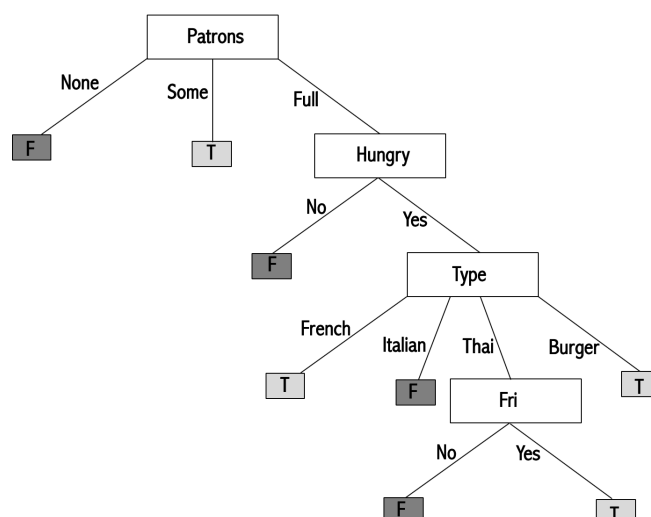 Patrons
None
Some
Full
F
T
Hungry
No
Yes
F
Type
French
Italian
Thai
Burger
T
F
Fri
T
No
Yes
F
T